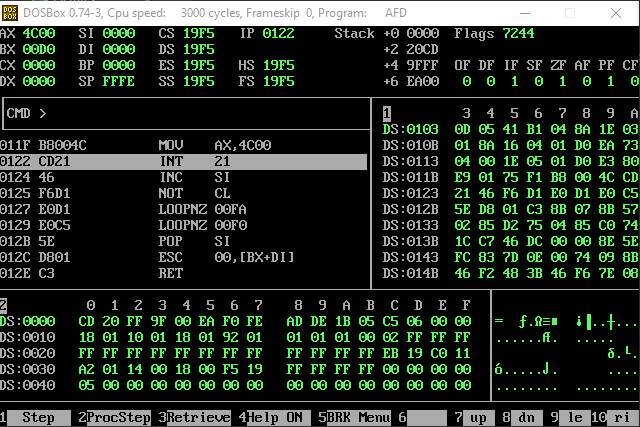 DOSBox 0.74-3, Cpu speed: 3000 cycles, Frameskip 0, Program: AFD
AX 4C00 SI 0000 CS 19F5 IP 0122 Stack +0 0000 Flags 7244
BX 00D0 DI 0000 DS 19F5 +2 20CD
CX 0000 BP 0000 ES 19F5 HS 19F5 +4 9FFF OF DF IF SF ZF AF PF CF
DX 0000 SP FFFE SS 19F5 FS 19F5 +6 EA00 0 0 1 0 1 0 1 0
CMD >
1 3 4 5 6 7 8 9 A
DS:0103 0D 05 41 B1 04 8A 1E 03
011F B8004C MOV AX,4C00 DS:010B 01 8A 16 04 01 D0 EA 73
0122 CD21 INT 21 DS:0113 04 00 1E 05 01 D0 E3 80
0124 46 INC SI DS:011B E9 01 75 F1 B8 00 4C CD
0125 F6D1 NOT CL DS:0123 21 46 F6 D1 E0 D1 E0 C5
0127 E0D1 LOOPNZ 00FA DS:012B 5E D8 01 C3 8B 07 8B 57
0129 E0C5 LOOPNZ 00F0 DS:0133 02 85 D2 75 04 85 C0 74
012B 5E POP SI DS:013B 1C C7 46 DC 00 00 8E 5E
012C D801 ESC 00,[BX+DI] DS:0143 FC 83 7D 0E 00 74 09 8B
012E C3 RET DS:014B 46 F2 48 3B 46 F6 7E 08
2 0 1 2 3 4 5 6 7 8 9 A B C D E F
DS:0000 CD 20 FF 9F 00 EA F0 FE AD DE 1B 05 C5 06 00 00 = ƒ.Ω≡■ ¡▐..┼...
DS:0010 18 01 10 01 18 01 92 01 01 01 01 00 02 FF FF FF ......Æ.....
DS:0020 FF FF FF FF FF FF FF FF FF FF FF FF EB 19 C0 11 δ.└.
DS:0030 A2 01 14 00 18 00 F5 19 FF FF FF FF 00 00 00 00 ó.....⌡. ....
DS:0040 05 00 00 00 00 00 00 00 00 00 00 00 00 00 00 00 ................
1 Step 2 ProcStep 3 Retrieve 4 Help ON 5 BRK Menu 6 7 up 8 dn 9 le 10 ri